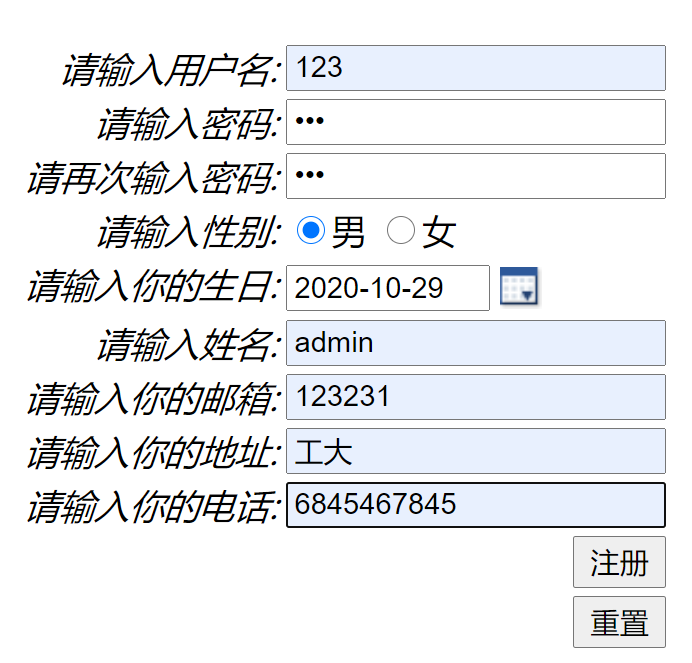 请输入用户名: 123
请输入密码: •••
请再次输入密码: •••
请输入性别: 男 女
请输入你的生日: 2020-10-29
请输入姓名: admin
请输入你的邮箱: 123231
请输入你的地址: 工大
请输入你的电话: 6845467845
注册
重置